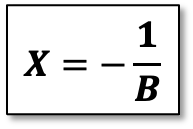 X = − 1/B